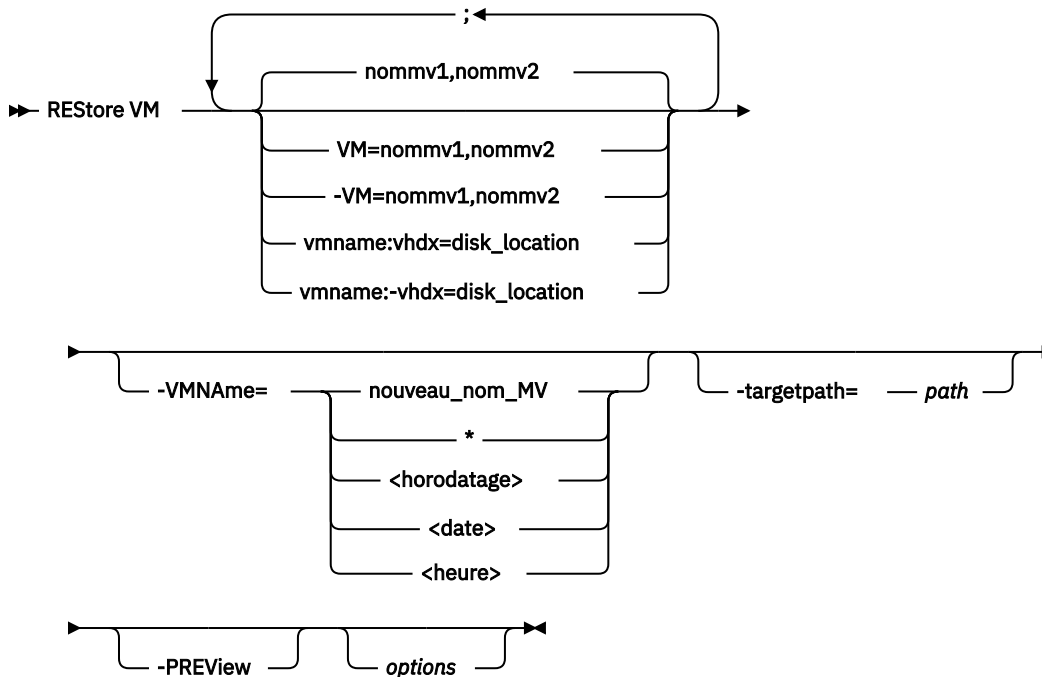 ;
nommv1,nommv2
REStore VM
VM=nommv1,nommv2
-VM=nommv1,nommv2
vmname:vhdx=disk_location
vmname:-vhdx=disk_location
-VMNAme= nouveau_nom_MV -targetpath= path
*
<horodatage>
<date>
<heure>
-PREView options